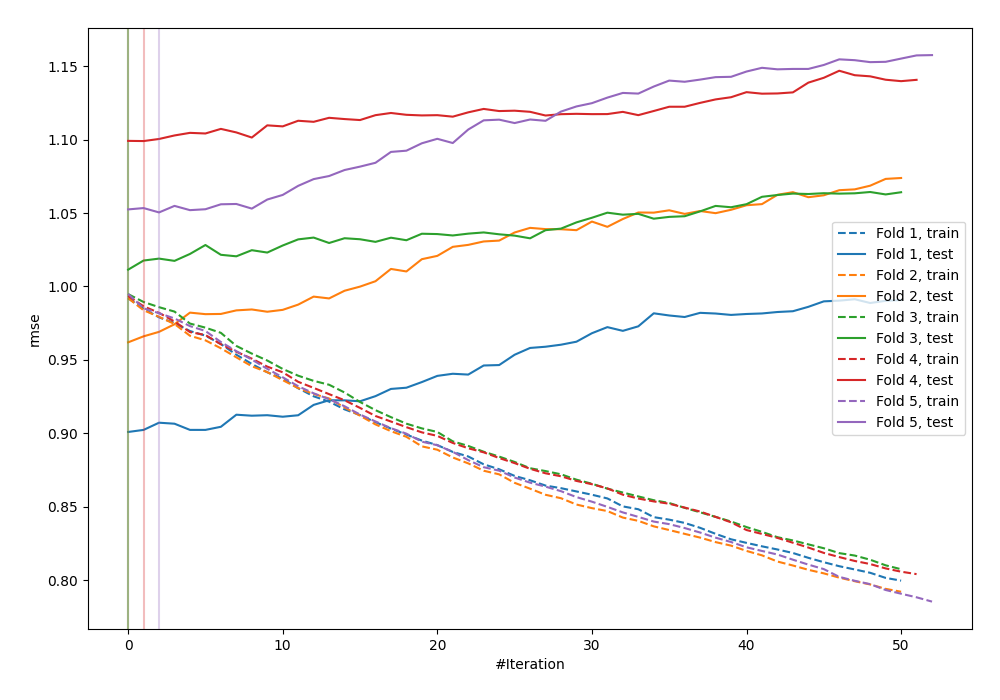 1.15
1.10
1.05
1.00
0.95
0.90
0.85
0.80
rmse
0
10
20
30
40
50
#Iteration
Fold 1, train
Fold 1, test
Fold 2, train
Fold 2, test
Fold 3, train
Fold 3, test
Fold 4, train
Fold 4, test
Fold 5, train
Fold 5, test